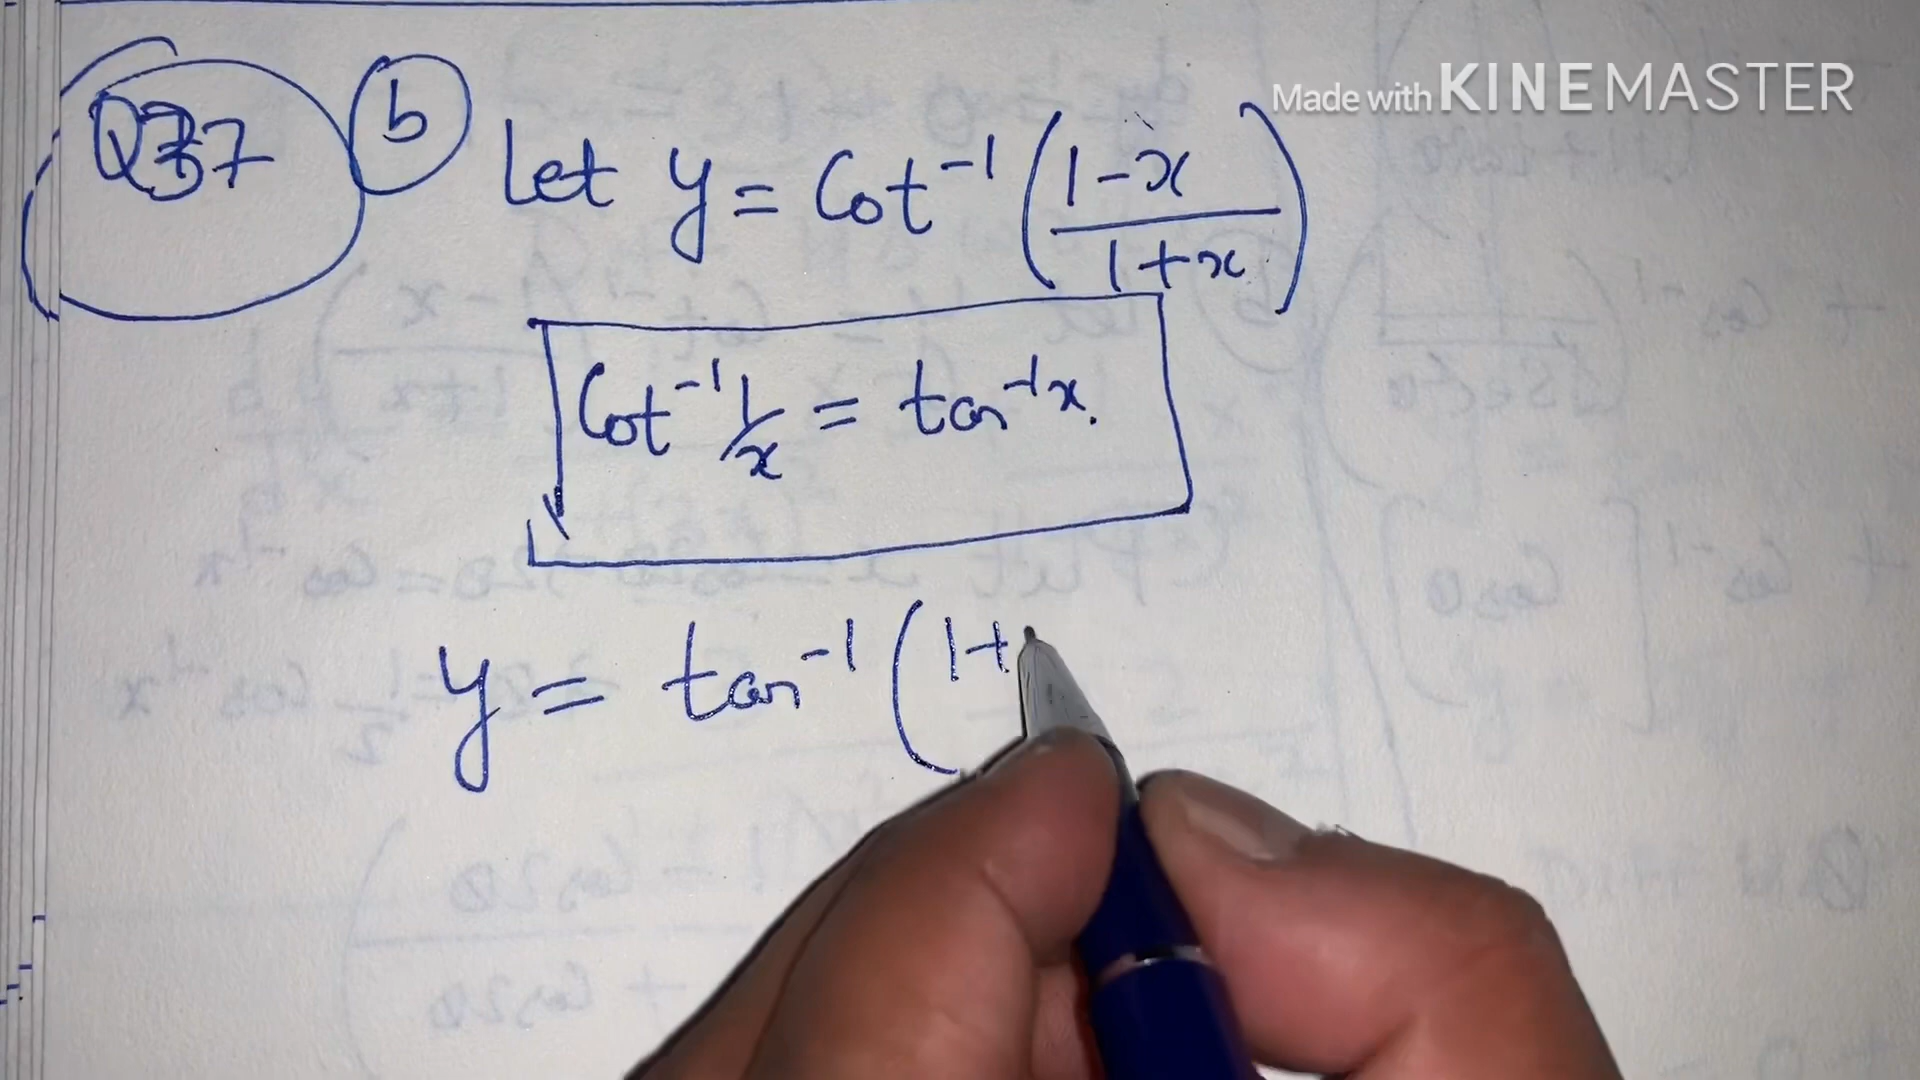 Made with KINEMASTER
Q37 b Let y = Cot⁻¹ (1-x / 1+x)
Cot⁻¹ 1/x = tan⁻¹x.
y = tan⁻¹ (1+